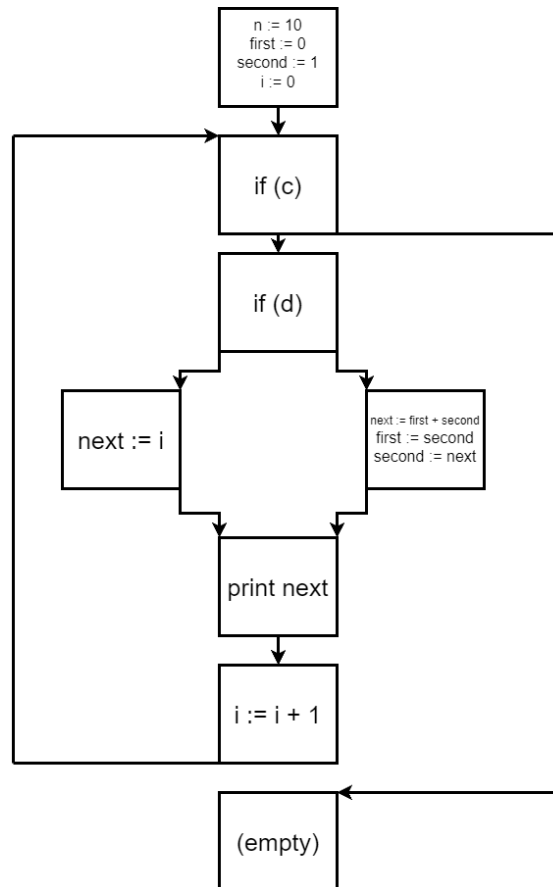 n := 10
first := 0
second := 1
i := 0
if (c)
if (d)
next := i
next := first + second
first := second
second := next
print next
i := i + 1
(empty)